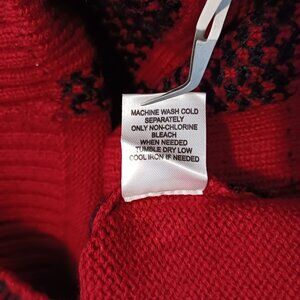 MACHINE WASH COLD
SEPARATELY
ONLY NON-CHLORINE
BLEACH
WHEN NEEDED
TUMBLE DRY LOW
COOL IRON IF NEEDED